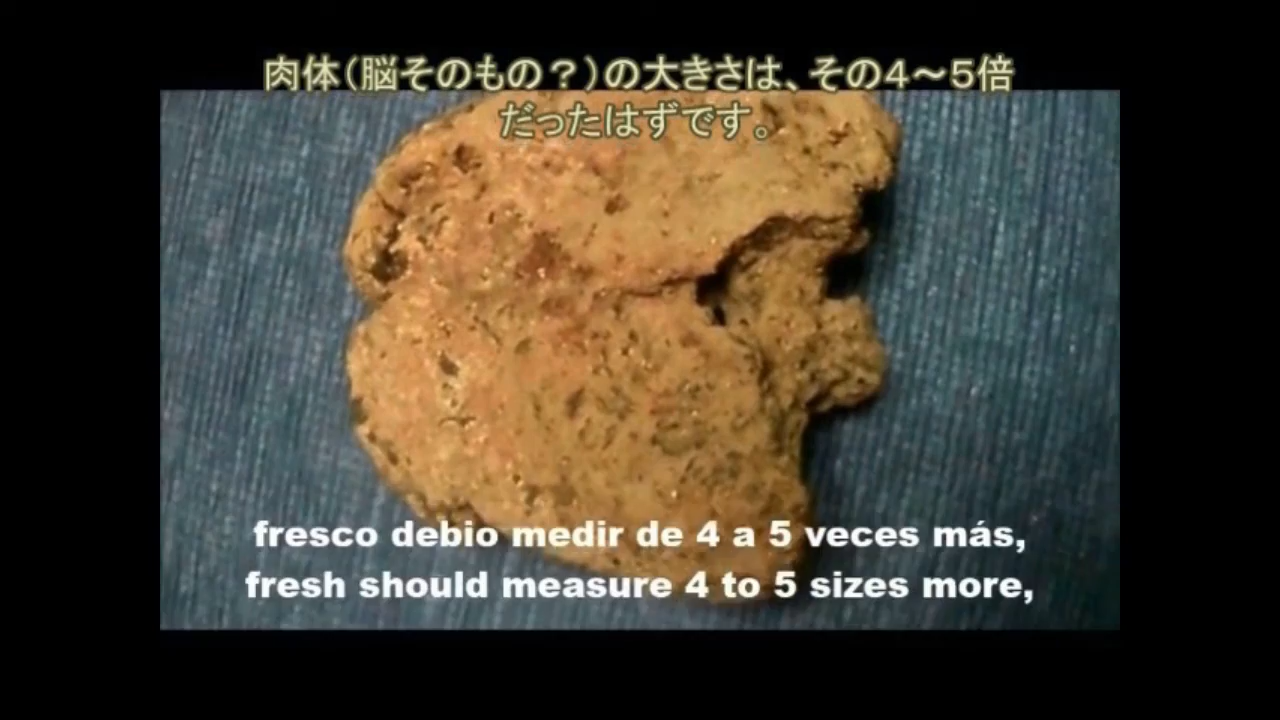 肉体(脳そのもの？)の大きさは、その４～５倍
だったはずです。
fresco debio medir de 4 a 5 veces más,
fresh should measure 4 to 5 sizes more,